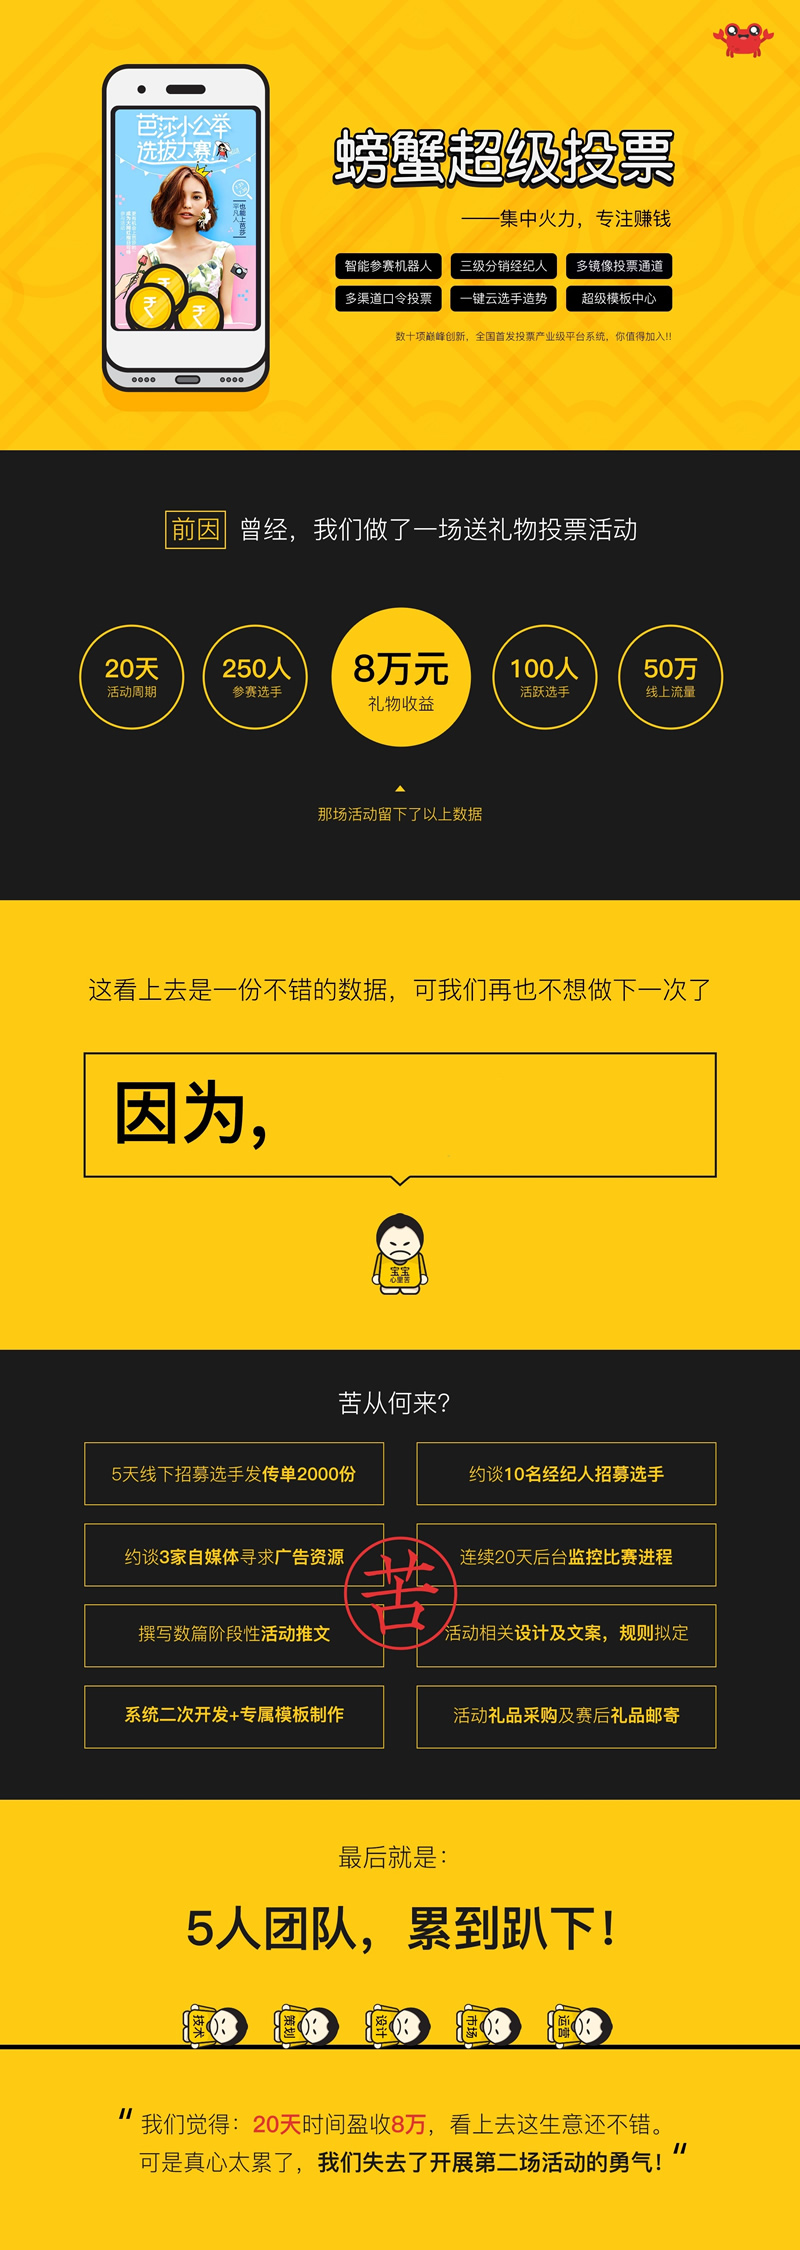 芭莎小公举
选拔大赛
也能上芭莎
平凡人
螃蟹超级投票
——集中火力，专注赚钱
智能参赛机器人
三级分销经纪人
多镜像投票通道
多渠道口令投票
一键云选手造势
超级模板中心
数十项巅峰创新，全国首发投票产业级平台系统，你值得加入!!
前因 曾经，我们做了一场送礼物投票活动
20天
活动周期
250人
参赛选手
8万元
礼物收益
100人
活跃选手
50万
线上流量
那场活动留下了以上数据
这看上去是一份不错的数据，可我们再也不想做下一次了
因为，
宝宝
心里苦
苦从何来？
5天线下招募选手发传单2000份
约谈10名经纪人招募选手
约谈3家自媒体寻求广告资源
连续20天后台监控比赛进程
苦
撰写数篇阶段性活动推文
活动相关设计及文案，规则拟定
系统二次开发+专属模板制作
活动礼品采购及赛后礼品邮寄
最后就是：
5人团队，累到趴下！
技术
策划
设计
市场
运营
“我们觉得：20天时间盈收8万，看上去这生意还不错。
可是真心太累了，我们失去了开展第二场活动的勇气！“